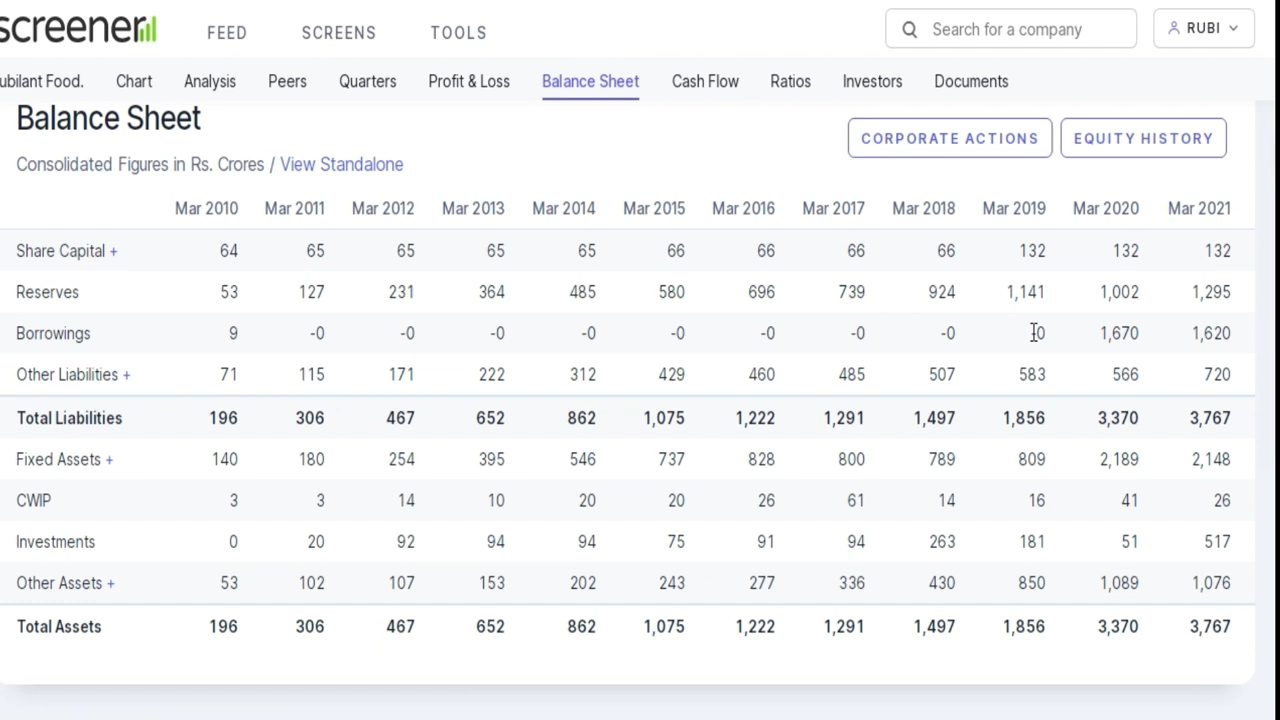 screener FEED SCREENS TOOLS Search for a company RUBI
ubilant Food. Chart Analysis Peers Quarters Profit & Loss Balance Sheet Cash Flow Ratios Investors Documents
Balance Sheet
CORPORATE ACTIONS EQUITY HISTORY
Consolidated Figures in Rs. Crores / View Standalone
Mar 2010 Mar 2011 Mar 2012 Mar 2013 Mar 2014 Mar 2015 Mar 2016 Mar 2017 Mar 2018 Mar 2019 Mar 2020 Mar 2021
Share Capital + 64 65 65 65 65 66 66 66 66 132 132 132
Reserves 53 127 231 364 485 580 696 739 924 1,141 1,002 1,295
Borrowings 9 -0 -0 -0 -0 -0 -0 -0 -0 0 1,670 1,620
Other Liabilities + 71 115 171 222 312 429 460 485 507 583 566 720
Total Liabilities 196 306 467 652 862 1,075 1,222 1,291 1,497 1,856 3,370 3,767
Fixed Assets + 140 180 254 395 546 737 828 800 789 809 2,189 2,148
CWIP 3 3 14 10 20 20 26 61 14 16 41 26
Investments 0 20 92 94 94 75 91 94 263 181 51 517
Other Assets + 53 102 107 153 202 243 277 336 430 850 1,089 1,076
Total Assets 196 306 467 652 862 1,075 1,222 1,291 1,497 1,856 3,370 3,767